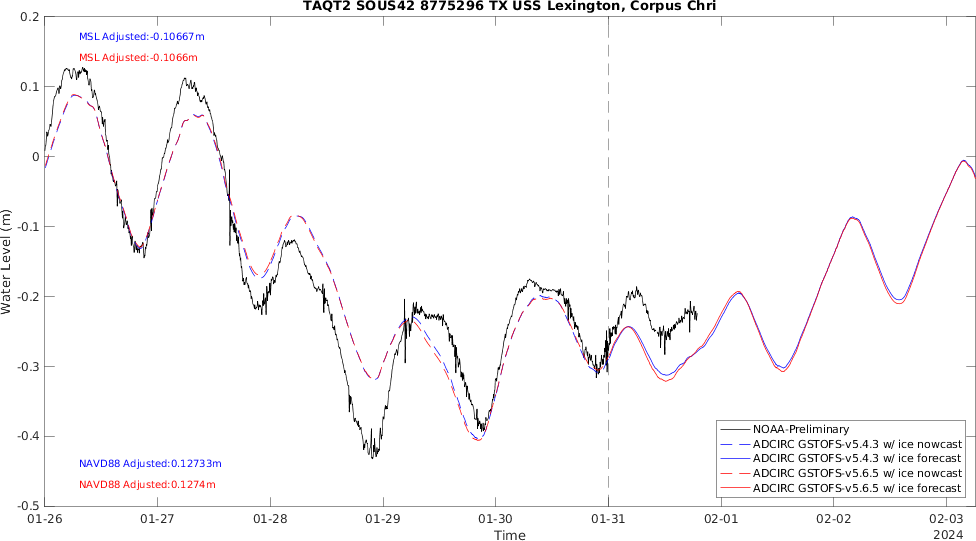 TAQT2 SOUS42 8775296 TX USS Lexington, Corpus Chri
MSL Adjusted:-0.10667m
MSL Adjusted:-0.1066m
NAVD88 Adjusted:0.12733m
NAVD88 Adjusted:0.1274m
Water Level (m)
0.2
0.1
0
-0.1
-0.2
-0.3
-0.4
-0.5
NOAA-Preliminary
ADCIRC GSTOFS-v5.4.3 w/ ice nowcast
ADCIRC GSTOFS-v5.4.3 w/ ice forecast
ADCIRC GSTOFS-v5.6.5 w/ ice nowcast
ADCIRC GSTOFS-v5.6.5 w/ ice forecast
01-26 01-27 01-28 01-29 01-30 01-31 02-01 02-02 02-03
Time
2024